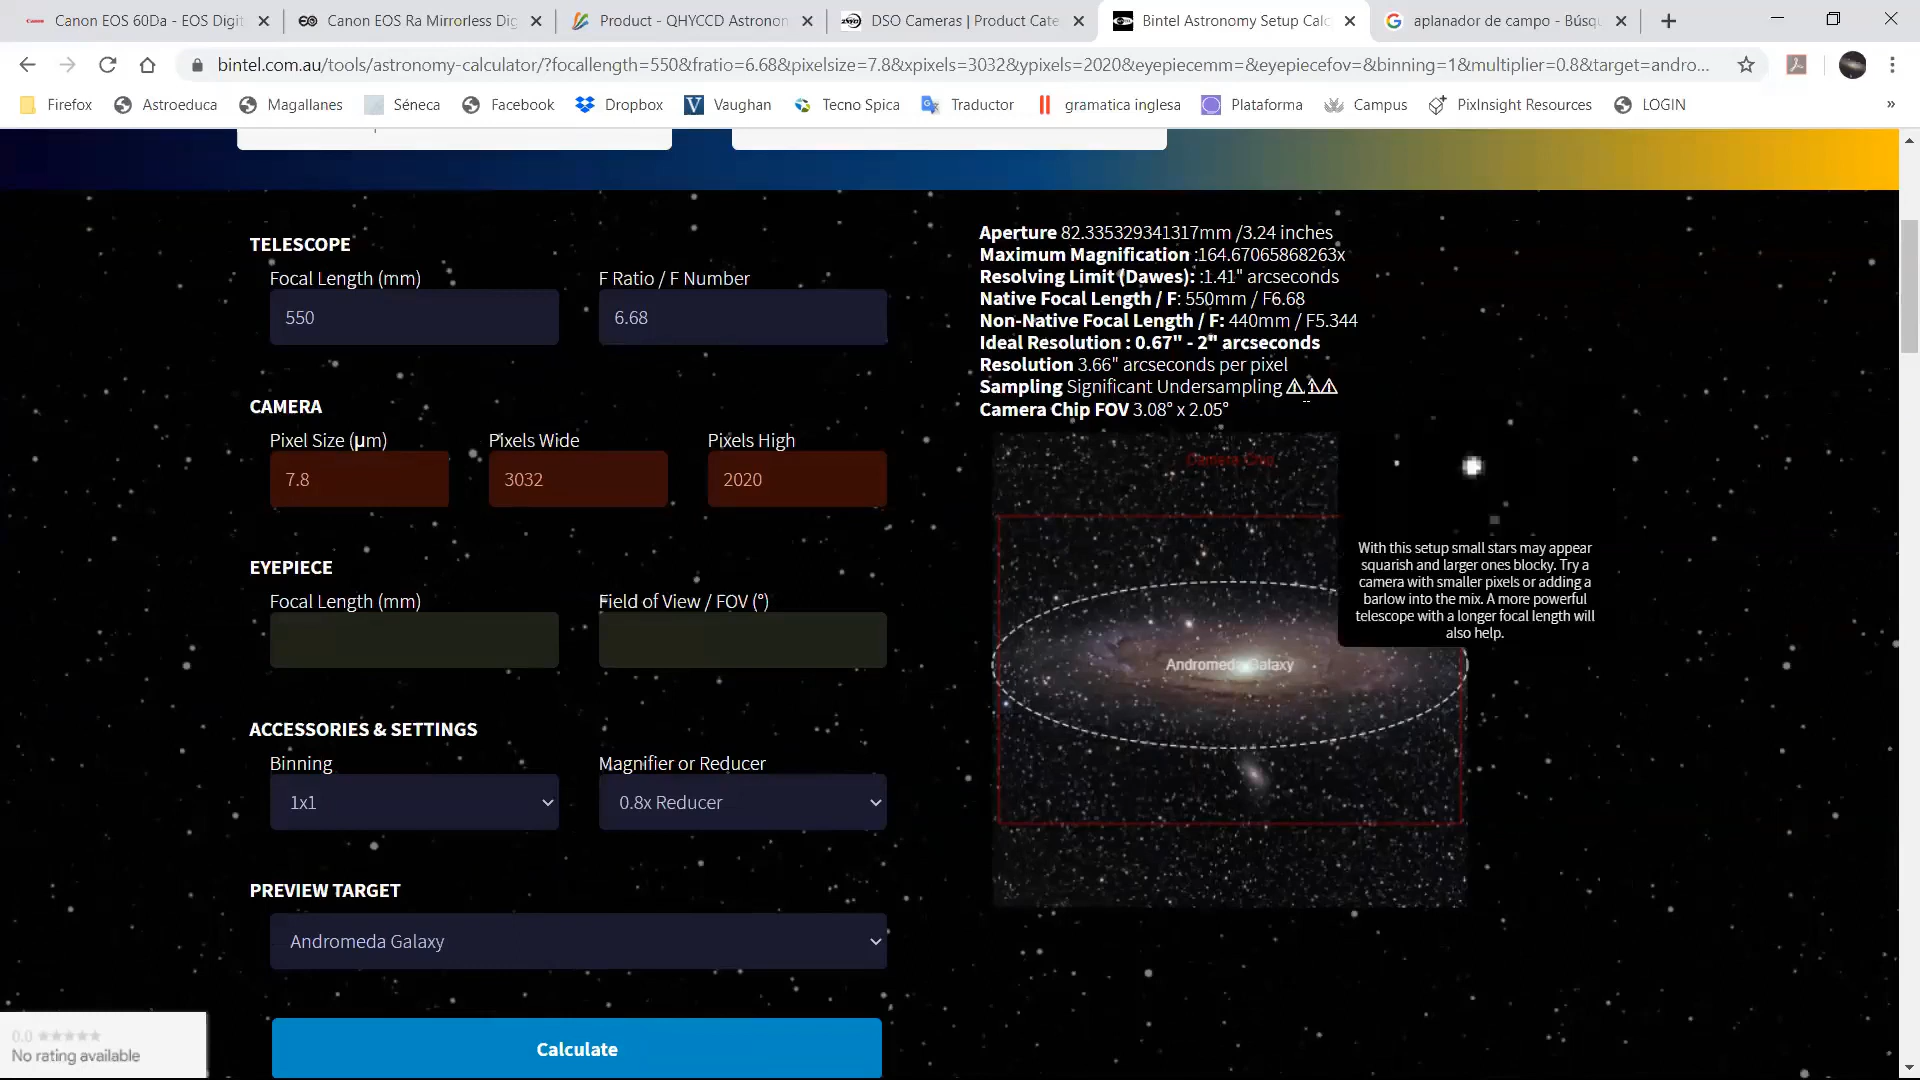 Canon EOS 60Da - EOS Digit
Canon EOS Ra Mirrorless Dig
Product - QHYCCD Astronon
DSO Cameras | Product Cate
Bintel Astronomy Setup Calc
aplanador de campo - Búsqu
bintel.com.au/tools/astronomy-calculator/?focallength=550&fratio=6.68&pixelsize=7.8&xpixels=3032&ypixels=2020&eyepiecemm=&eyepiecefov=&binning=1&multiplier=0.8&target=andro...
Firefox
Astroeduca
Magallanes
Séneca
Facebook
Dropbox
Vaughan
Tecno Spica
Traductor
gramatica inglesa
Plataforma
Campus
PixInsight Resources
LOGIN
»
TELESCOPE
Focal Length (mm)
F Ratio / F Number
550
6.68
CAMERA
Pixel Size (μm)
Pixels Wide
Pixels High
7.8
3032
2020
EYEPIECE
Focal Length (mm)
Field of View / FOV (°)
ACCESSORIES & SETTINGS
Binning
Magnifier or Reducer
1x1
0.8x Reducer
PREVIEW TARGET
Andromeda Galaxy
Calculate
0.0 ★★★★★
No rating available
Aperture 82.335329341317mm /3.24 inches
Maximum Magnification :164.67065868263x
Resolving Limit (Dawes): :1.41" arcseconds
Native Focal Length / F: 550mm / F6.68
Non-Native Focal Length / F: 440mm / F5.344
Ideal Resolution : 0.67" - 2" arcseconds
Resolution 3.66" arcseconds per pixel
Sampling Significant Undersampling ⚠⚠⚠
Camera Chip FOV 3.08° x 2.05°
Camera Chip
Andromeda Galaxy
With this setup small stars may appear
squarish and larger ones blocky. Try a
camera with smaller pixels or adding a
barlow into the mix. A more powerful
telescope with a longer focal length will
also help.